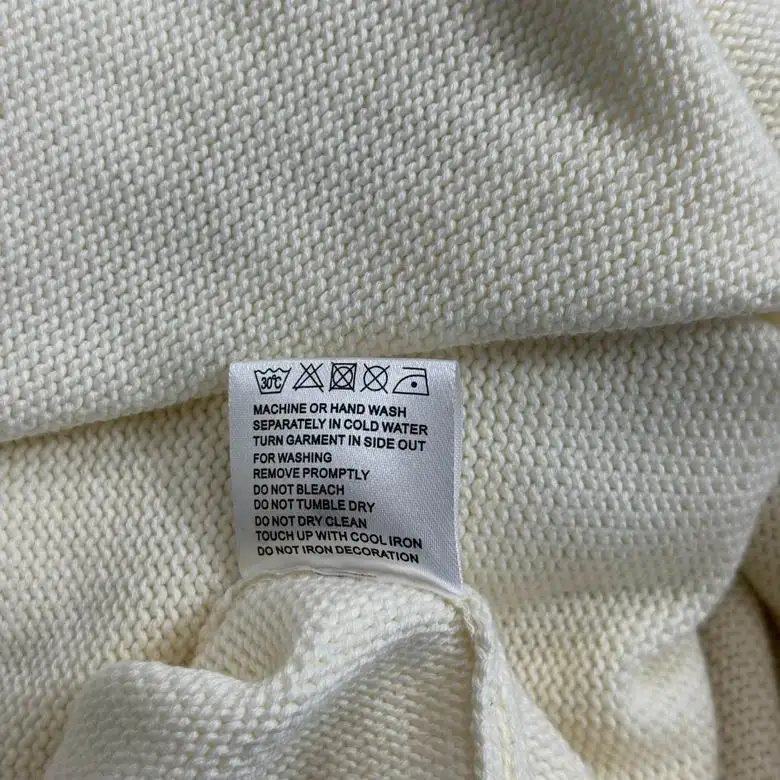 30°C
MACHINE OR HAND WASH
SEPARATELY IN COLD WATER
TURN GARMENT IN SIDE OUT
FOR WASHING
REMOVE PROMPTLY
DO NOT BLEACH
DO NOT TUMBLE DRY
DO NOT DRY CLEAN
TOUCH UP WITH COOL IRON
DO NOT IRON DECORATION